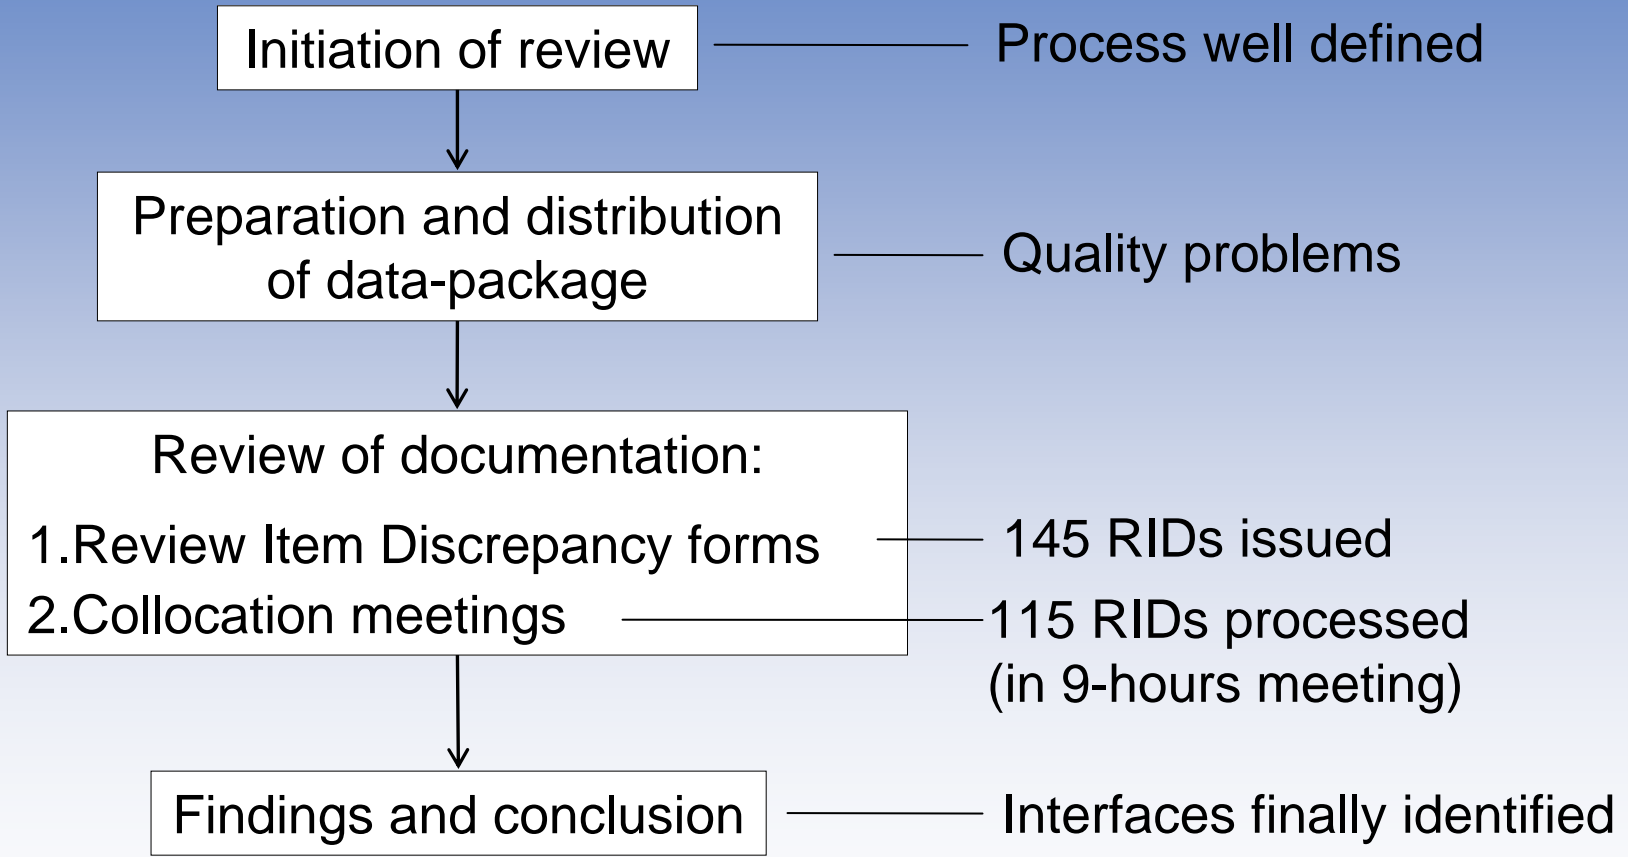 Initiation of review
Process well defined
Preparation and distribution
of data-package
Quality problems
Review of documentation:
1.Review Item Discrepancy forms
145 RIDs issued
2.Collocation meetings
115 RIDs processed
(in 9-hours meeting)
Findings and conclusion
Interfaces finally identified